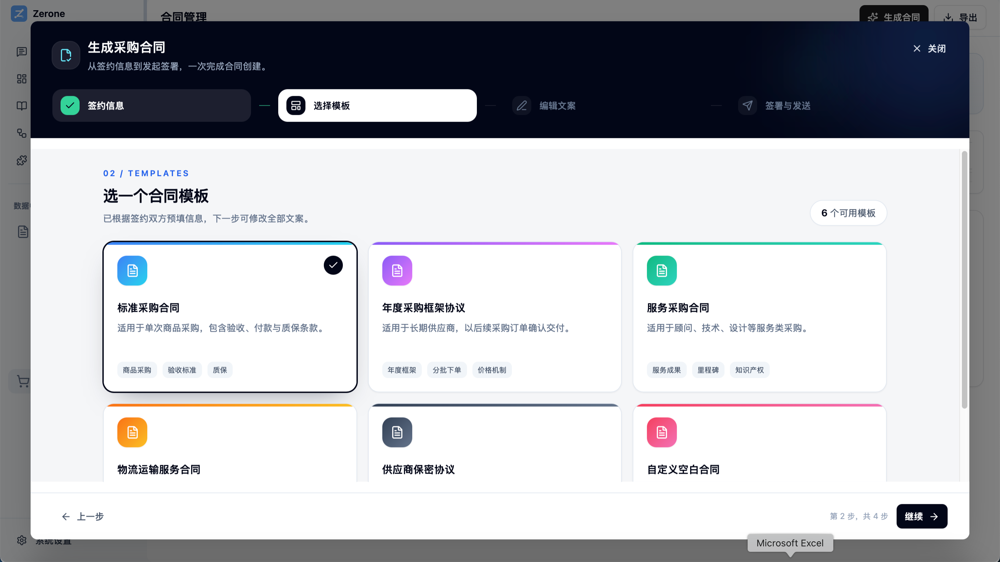 Zerone
合同管理
生成合同
导出
生成采购合同
从签约信息到发起签署，一次完成合同创建。
关闭
签约信息
选择模板
编辑文案
签署与发送
数据
02 / TEMPLATES
选一个合同模板
已根据签约双方预填信息，下一步可修改全部文案。
6 个可用模板
标准采购合同
适用于单次商品采购，包含验收、付款与质保条款。
商品采购
验收标准
质保
年度采购框架协议
适用于长期供应商，以后续采购订单确认交付。
年度框架
分批下单
价格机制
服务采购合同
适用于顾问、技术、设计等服务类采购。
服务成果
里程碑
知识产权
物流运输服务合同
供应商保密协议
自定义空白合同
上一步
第 2 步，共 4 步
继续
系统设置
Microsoft Excel